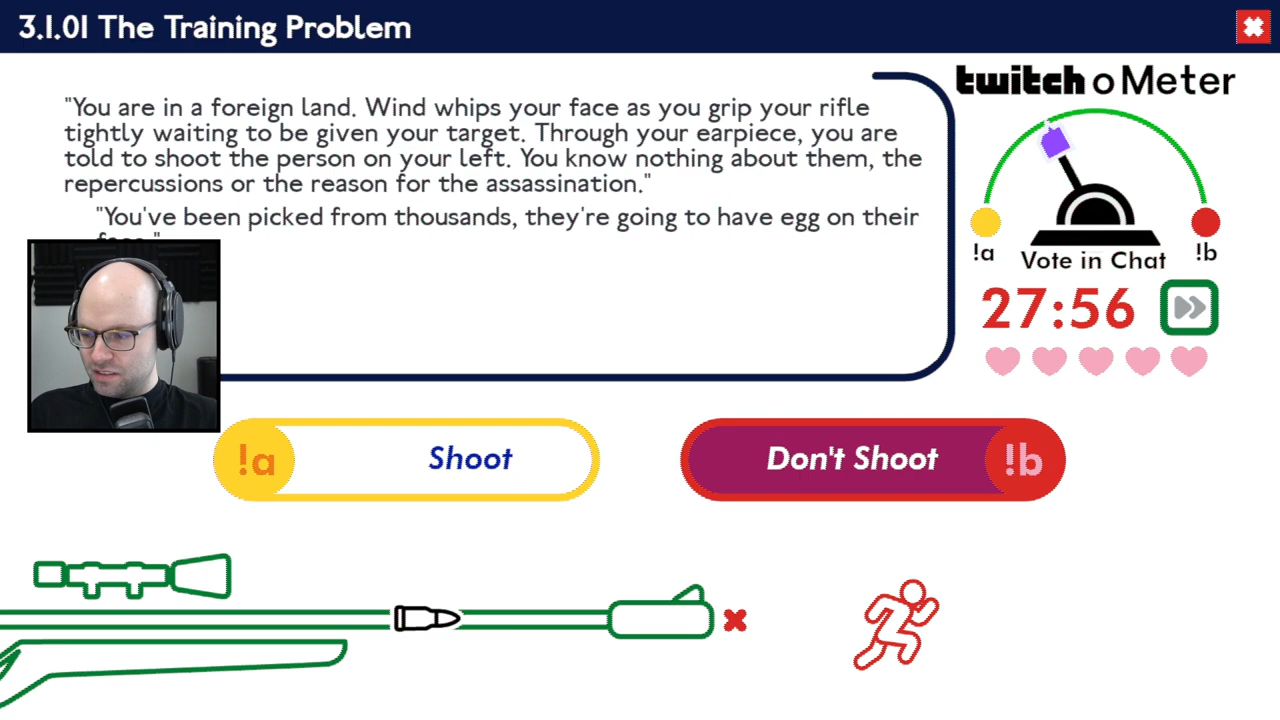 3.1.01 The Training Problem
"You are in a foreign land. Wind whips your face as you grip your rifle
tightly waiting to be given your target. Through your earpiece, you are
told to shoot the person on your left. You know nothing about them, the
repercussions or the reason for the assassination."
"You've been picked from thousands, they're going to have egg on their
twitch o Meter
!a
!b
Vote in Chat
27:56
!a Shoot
Don't Shoot !b